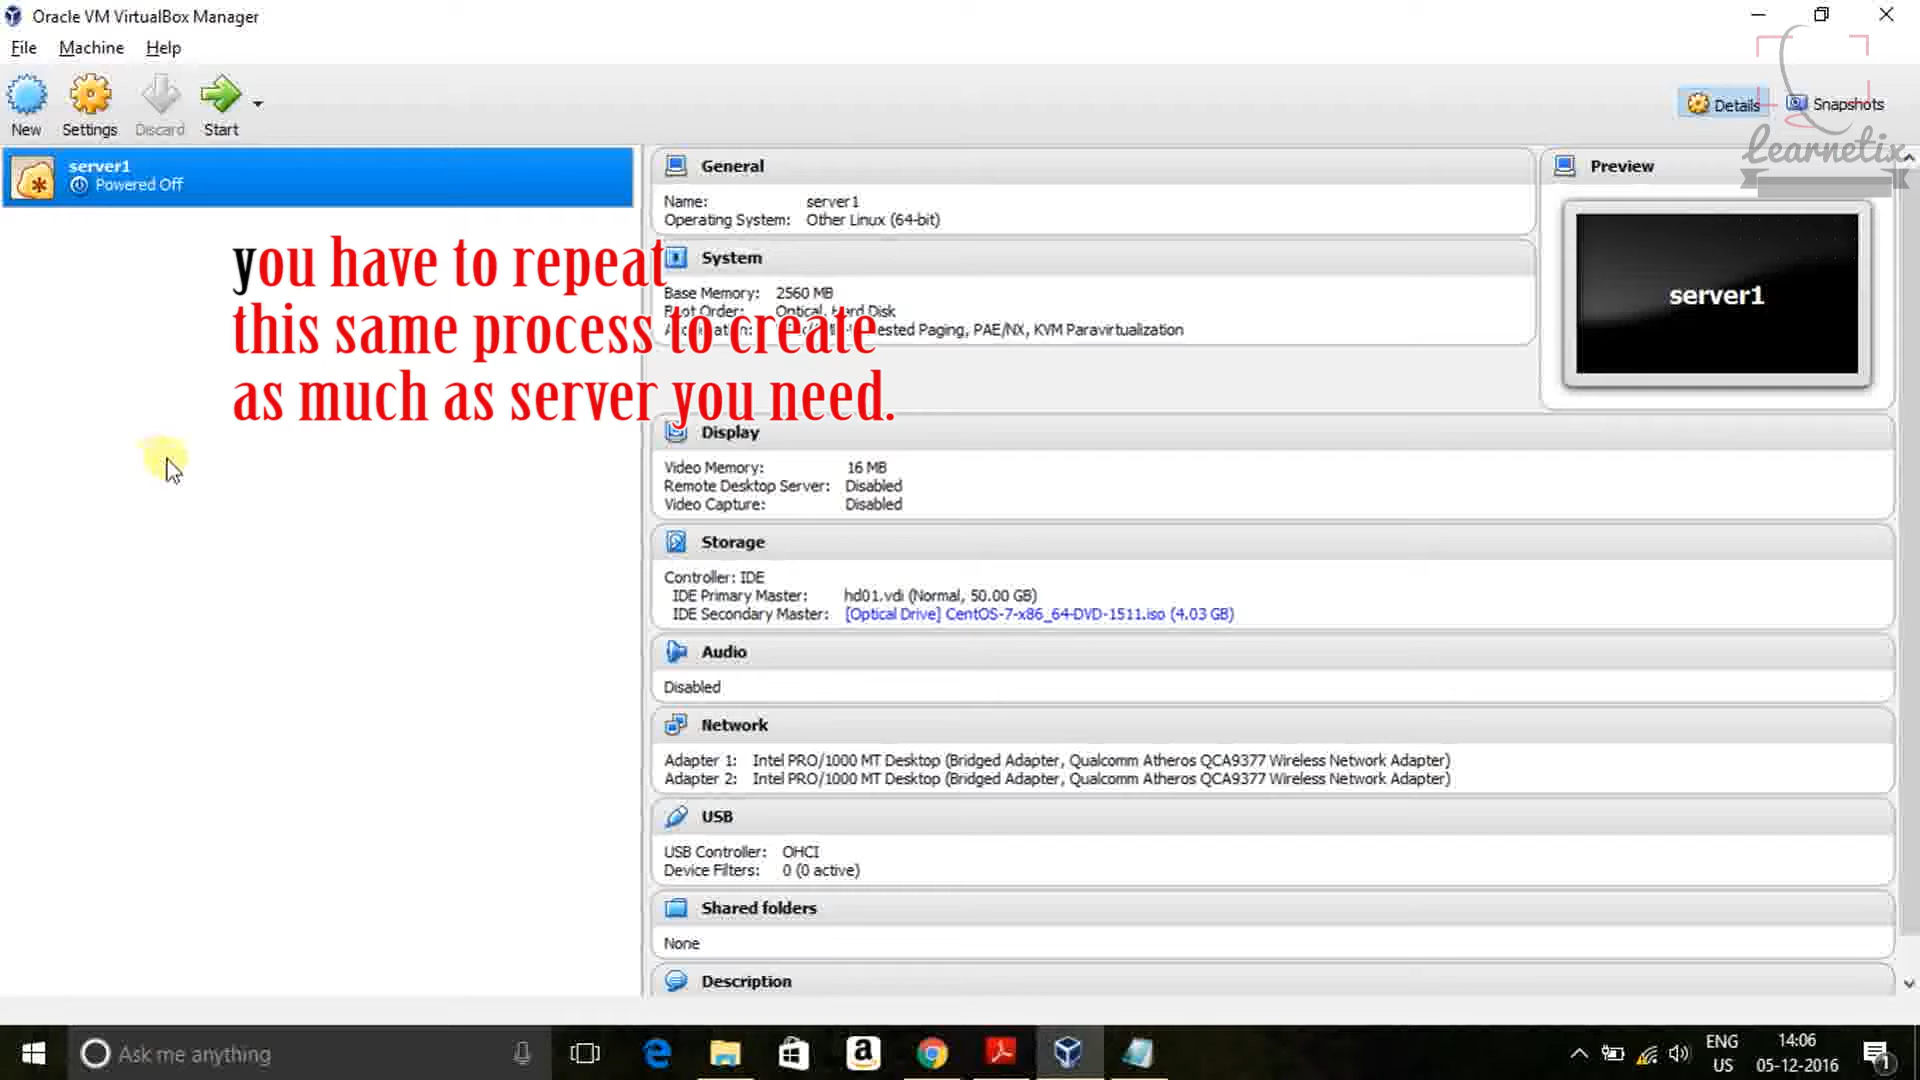 Oracle VM VirtualBox Manager
File Machine Help
New Settings Discard Start
Details Snapshots
Learnetix
server1
Powered Off
you have to repeat
this same process to create
as much as server you need.
General
Name: server1
Operating System: Other Linux (64-bit)
System
Base Memory: 2560 MB
Boot Order: Optical, Hard Disk
Nested Paging, PAE/NX, KVM Paravirtualization
Preview
server1
Display
Video Memory: 16 MB
Remote Desktop Server: Disabled
Video Capture: Disabled
Storage
Controller: IDE
IDE Primary Master: hd01.vdi (Normal, 50.00 GB)
IDE Secondary Master: [Optical Drive] CentOS-7-x86_64-DVD-1511.iso (4.03 GB)
Audio
Disabled
Network
Adapter 1: Intel PRO/1000 MT Desktop (Bridged Adapter, Qualcomm Atheros QCA9377 Wireless Network Adapter)
Adapter 2: Intel PRO/1000 MT Desktop (Bridged Adapter, Qualcomm Atheros QCA9377 Wireless Network Adapter)
USB
USB Controller: OHCI
Device Filters: 0 (0 active)
Shared folders
None
Description
Ask me anything
ENG
US
14:06
05-12-2016
1